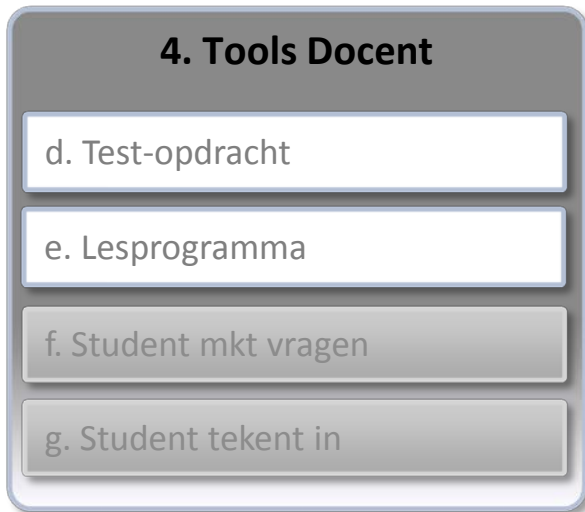 4. Tools Docent
d. Test-opdracht
e. Lesprogramma
f. Student mkt vragen
g. Student tekent in